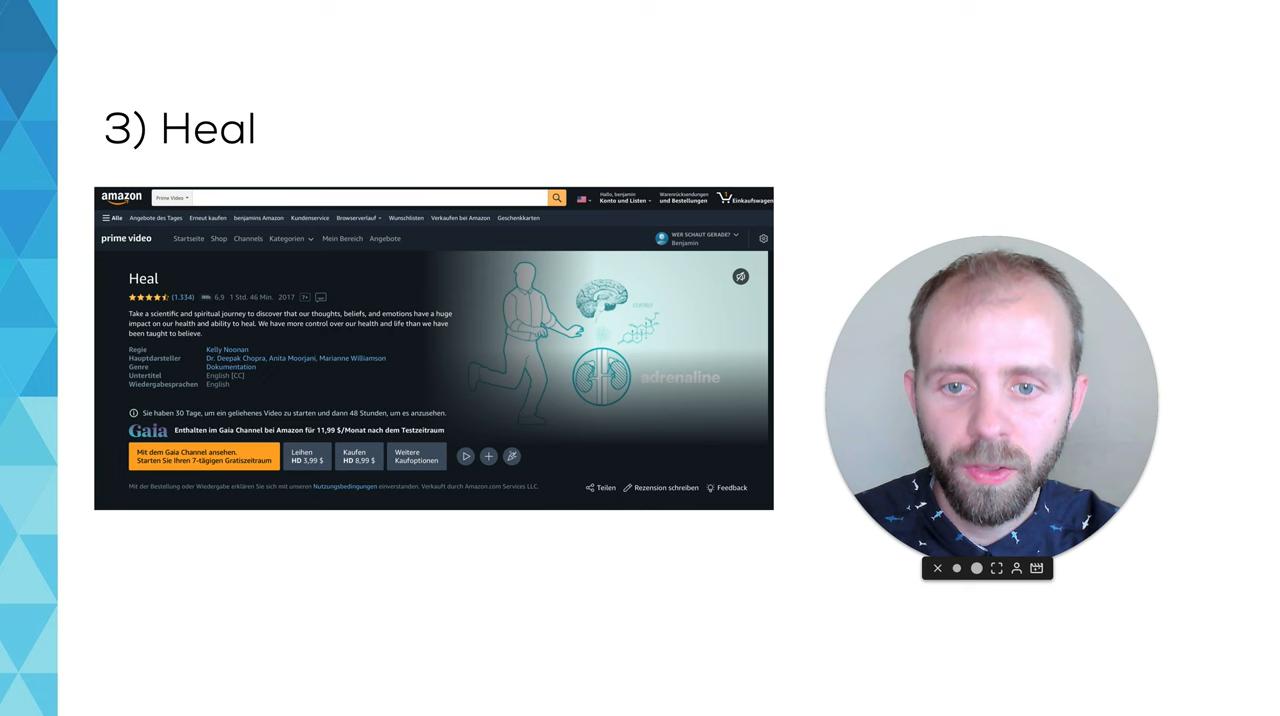 3) Heal
amazon
Prime Video
Hallo, benjamin
Konto und Listen
Warenrücksendungen
und Bestellungen
1
Einkaufswagen
Alle Angebote des Tages Erneut kaufen benjamins Amazon Kundenservice Browserverlauf Wunschlisten Verkaufen bei Amazon Geschenkkarten
prime video Startseite Shop Channels Kategorien Mein Bereich Angebote
WER SCHAUT GERADE?
Benjamin
Heal
(1.334) 6,9 1 Std. 46 Min. 2017 7+
Take a scientific and spiritual journey to discover that our thoughts, beliefs, and emotions have a huge
impact on our health and ability to heal. We have more control over our health and life than we have
been taught to believe.
Regie Kelly Noonan
Hauptdarsteller Dr. Deepak Chopra, Anita Moorjani, Marianne Williamson
Genre Dokumentation
Untertitel English [CC]
Wiedergabesprachen English
adrenaline
Sie haben 30 Tage, um ein geliehenes Video zu starten und dann 48 Stunden, um es anzusehen.
Gaia Enthalten im Gaia Channel bei Amazon für 11,99 $/Monat nach dem Testzeitraum
Mit dem Gaia Channel ansehen.
Starten Sie Ihren 7-tägigen Gratiszeitraum
Leihen
HD 3,99 $
Kaufen
HD 8,99 $
Weitere
Kaufoptionen
Mit der Bestellung oder Wiedergabe erklären Sie sich mit unseren Nutzungsbedingungen einverstanden. Verkauft durch Amazon.com Services LLC.
Teilen Rezension schreiben Feedback